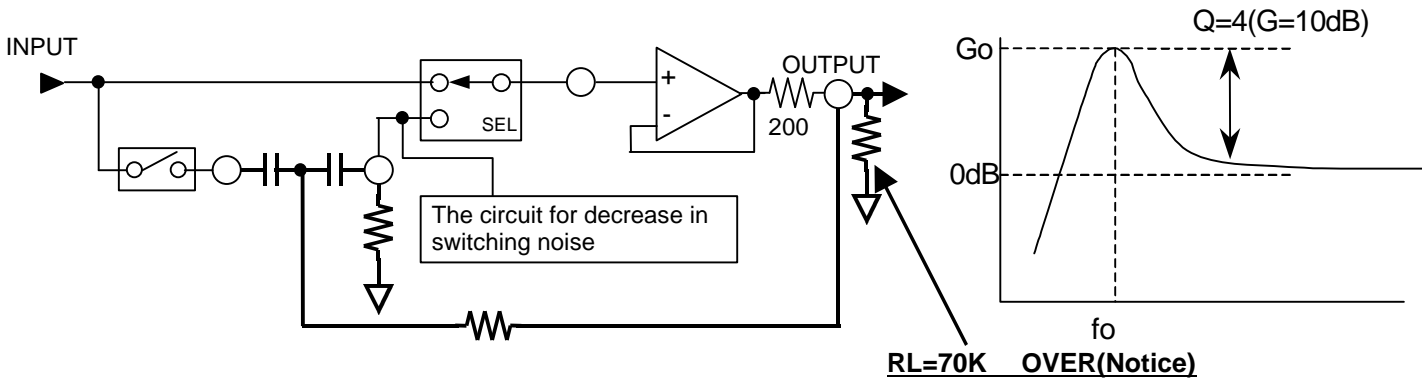 INPUT
SEL
+
-
OUTPUT
200
The circuit for decrease in
switching noise
Q=4(G=10dB)
Go
0dB
fo
RL=70K OVER(Notice)